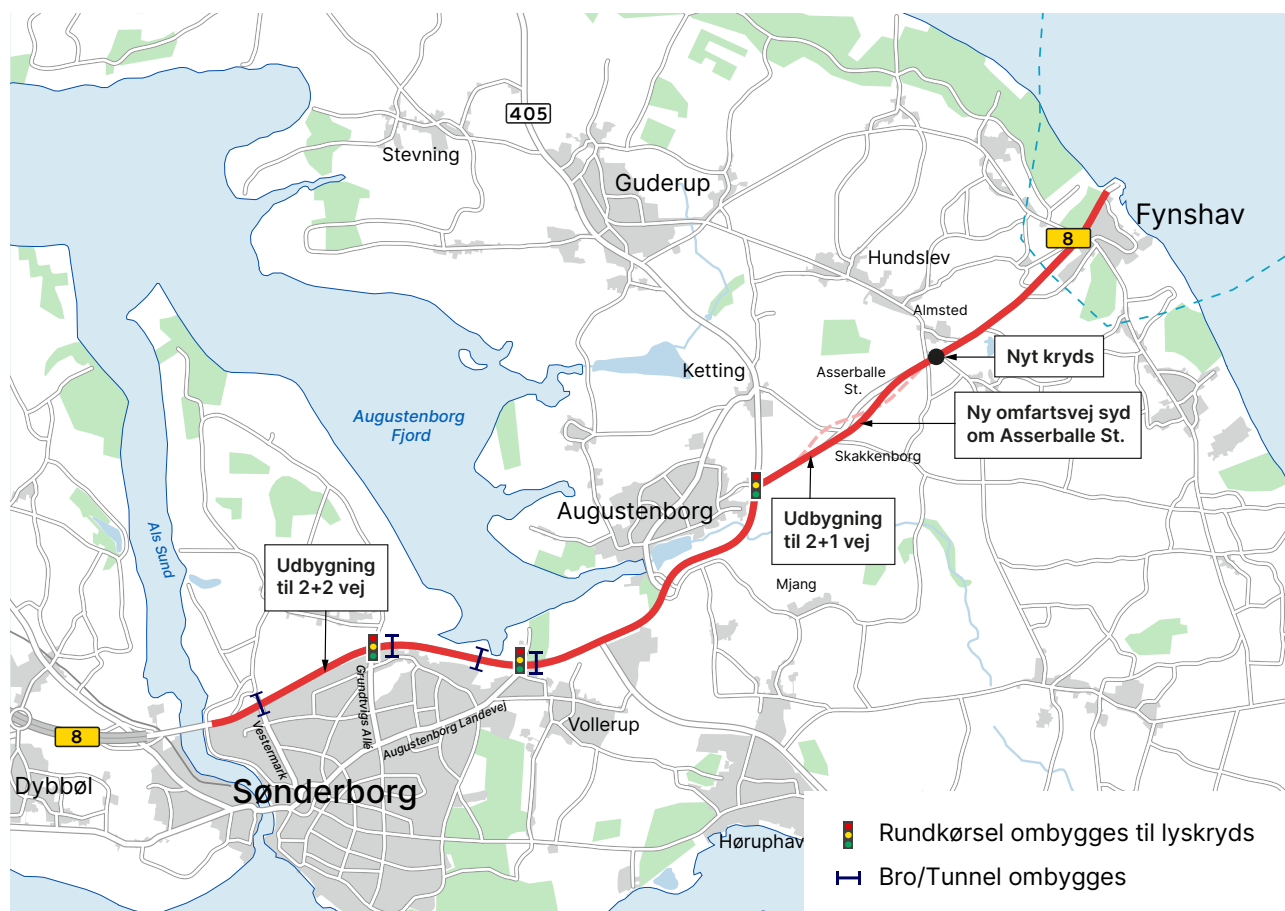 405
Stevning
Guderup
Fynshav
8
Hundslev
Almsted
Nyt kryds
Ketting
Asserballe
St.
Augustenborg
Fjord
Ny omfartsvej syd
om Asserballe St.
Skakkenborg
Augustenborg
Udbygning
til 2+1 vej
Als Sund
Udbygning
til 2+2 vej
Mjang
Grundtvigs Allé
Vestermark
Augustenborg Landevej
Vollerup
8
Dybbøl
Sønderborg
Høruphav
Rundkørsel ombygges til lyskryds
Bro/Tunnel ombygges